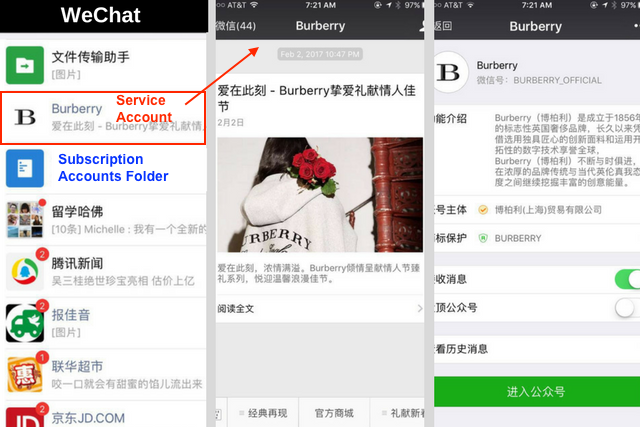 WeChat
文件传输助手
[图片]
Burberry
爱在此刻 - Burberry挚爱礼献情人
Service
Account
Subscription
Accounts Folder
留学哈佛
[10条] Michelle : 我有一个全新的
2
腾讯新闻
吴三桂绝世珍宝亮相 估价上亿
2
报佳音
[图片]
1
联华超市
咬一口就会有甜蜜的馅儿流出来
2
京东JD.COM
AT&T 7:21 AM 97%
微信(44) Burberry
Feb 2, 2017 10:47 PM
爱在此刻 - Burberry挚爱礼献情人佳
节
2月2日
BURBERRY
爱在此刻，浓情满溢。Burberry倾情呈献情人节臻
礼系列，悦迎温馨浪漫佳节。
阅读全文
经典再现 官方商城 礼献新
AT&T 7:21 AM 97%
返回
B
Burberry
微信号：BURBERRY_OFFICIAL
功能介绍 Burberry（博柏利）是成立于1856年
的标志性英国奢侈品牌，长久以来凭
借选用独具匠心的创新面料和运用开
拓性的数字技术享誉全球，
Burberry（博柏利）不断与时俱进，
在浓厚的品牌传统与当代英伦真我态
度之间继续挖掘丰富的创意能量。
账号主体 博柏利(上海)贸易有限公司
商标保护 BURBERRY
接收消息
置顶公众号
查看历史消息
进入公众号